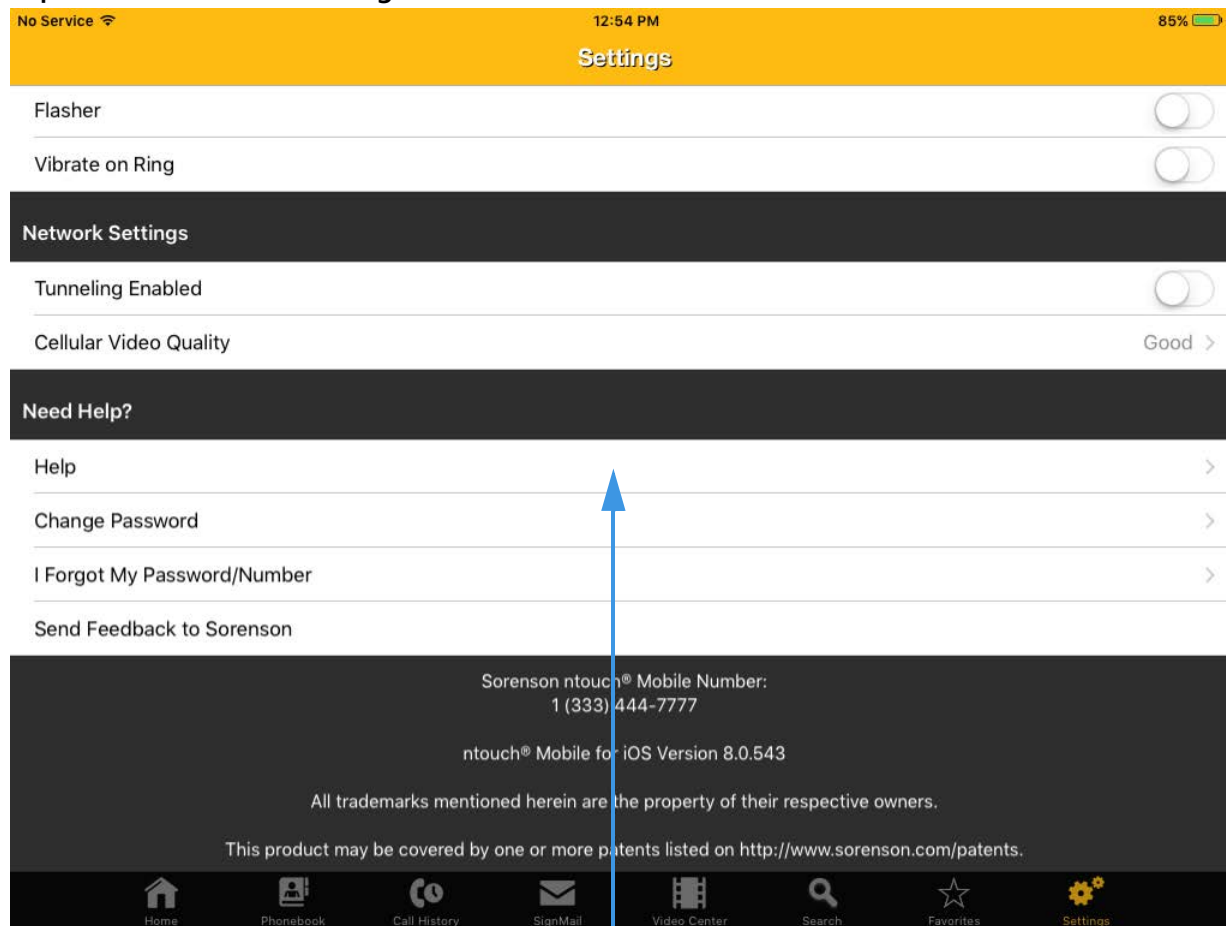 No Service 12:54 PM 85%
Settings
Flasher
Vibrate on Ring
Network Settings
Tunneling Enabled
Cellular Video Quality Good >
Need Help?
Help >
Change Password >
I Forgot My Password/Number >
Send Feedback to Sorenson
Sorenson ntouch® Mobile Number:
1 (333) 444-7777
ntouch® Mobile for iOS Version 8.0.543
All trademarks mentioned herein are the property of their respective owners.
This product may be covered by one or more patents listed on http://www.sorenson.com/patents.
Home Phonebook Call History SignMail Video Center Search Favorites Settings